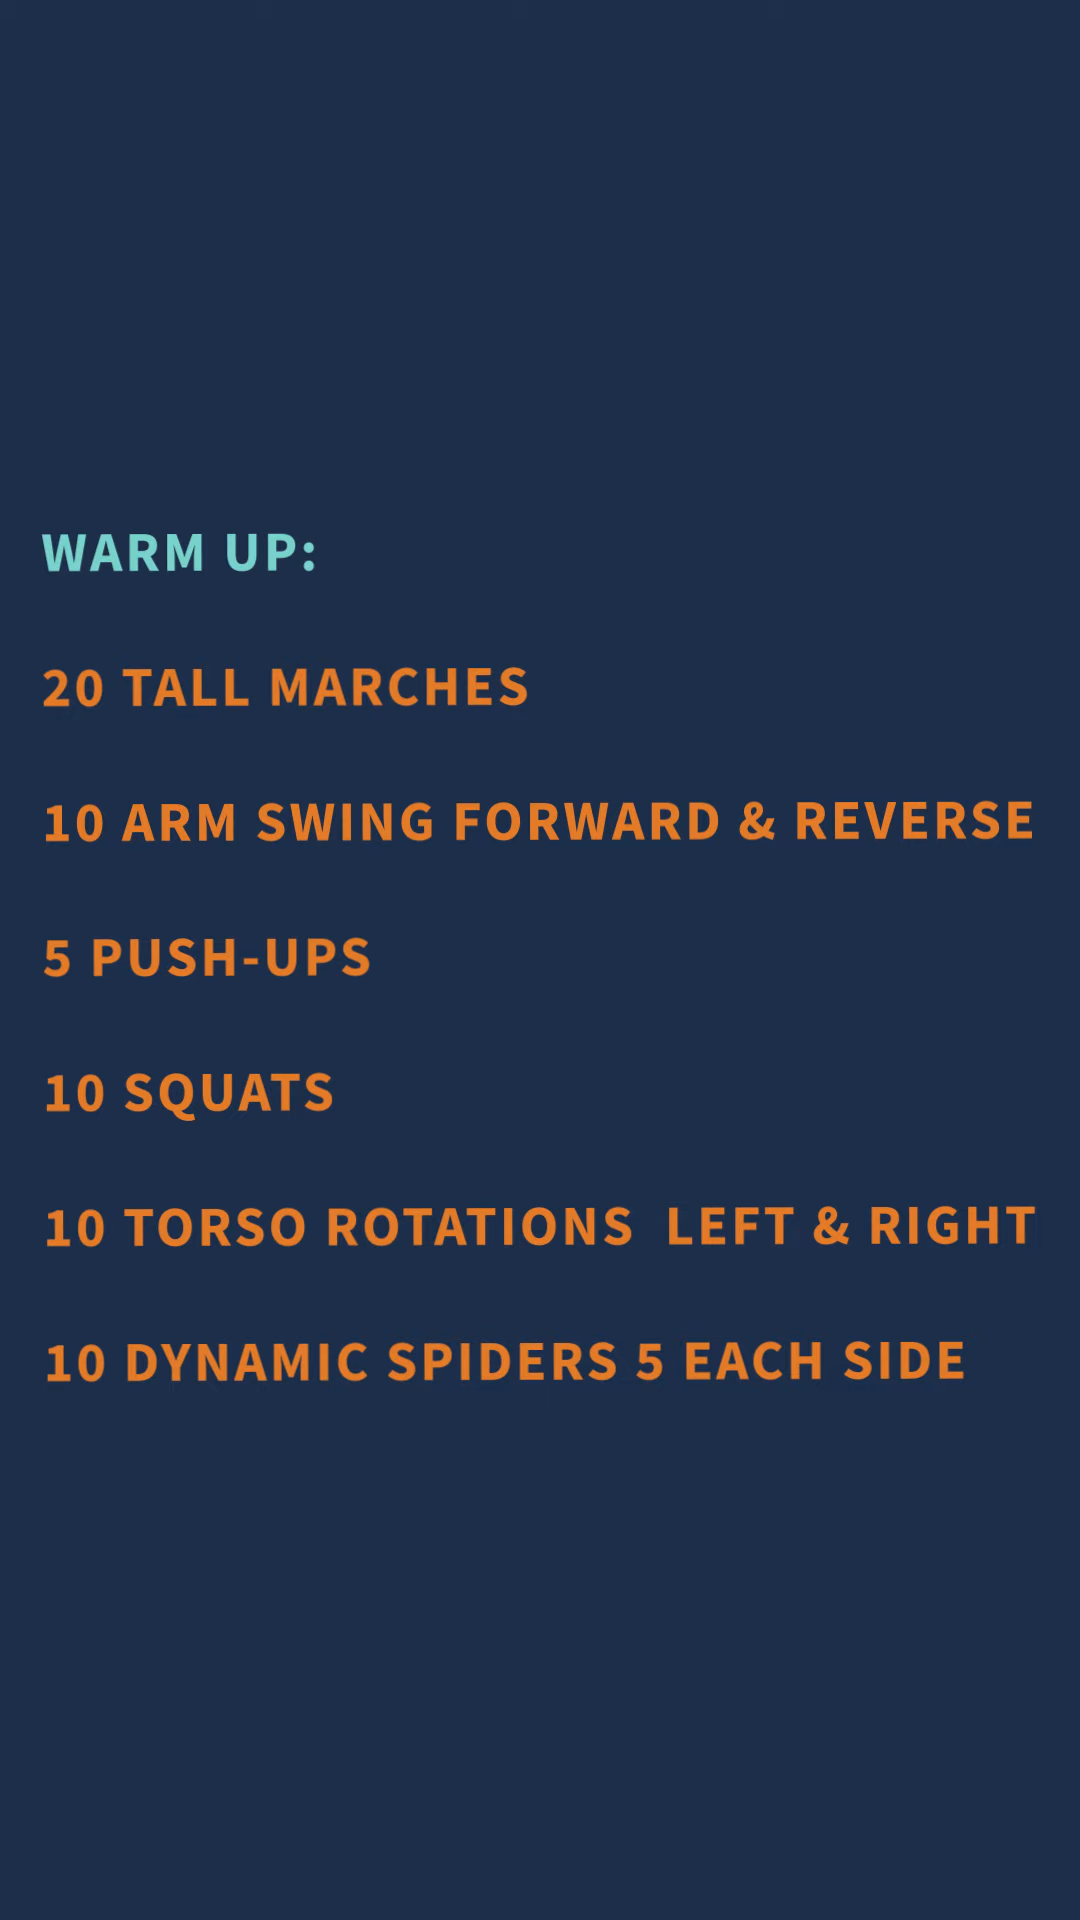 WARM UP:
20 TALL MARCHES
10 ARM SWING FORWARD & REVERSE
5 PUSH-UPS
10 SQUATS
10 TORSO ROTATIONS  LEFT & RIGHT
10 DYNAMIC SPIDERS 5 EACH SIDE